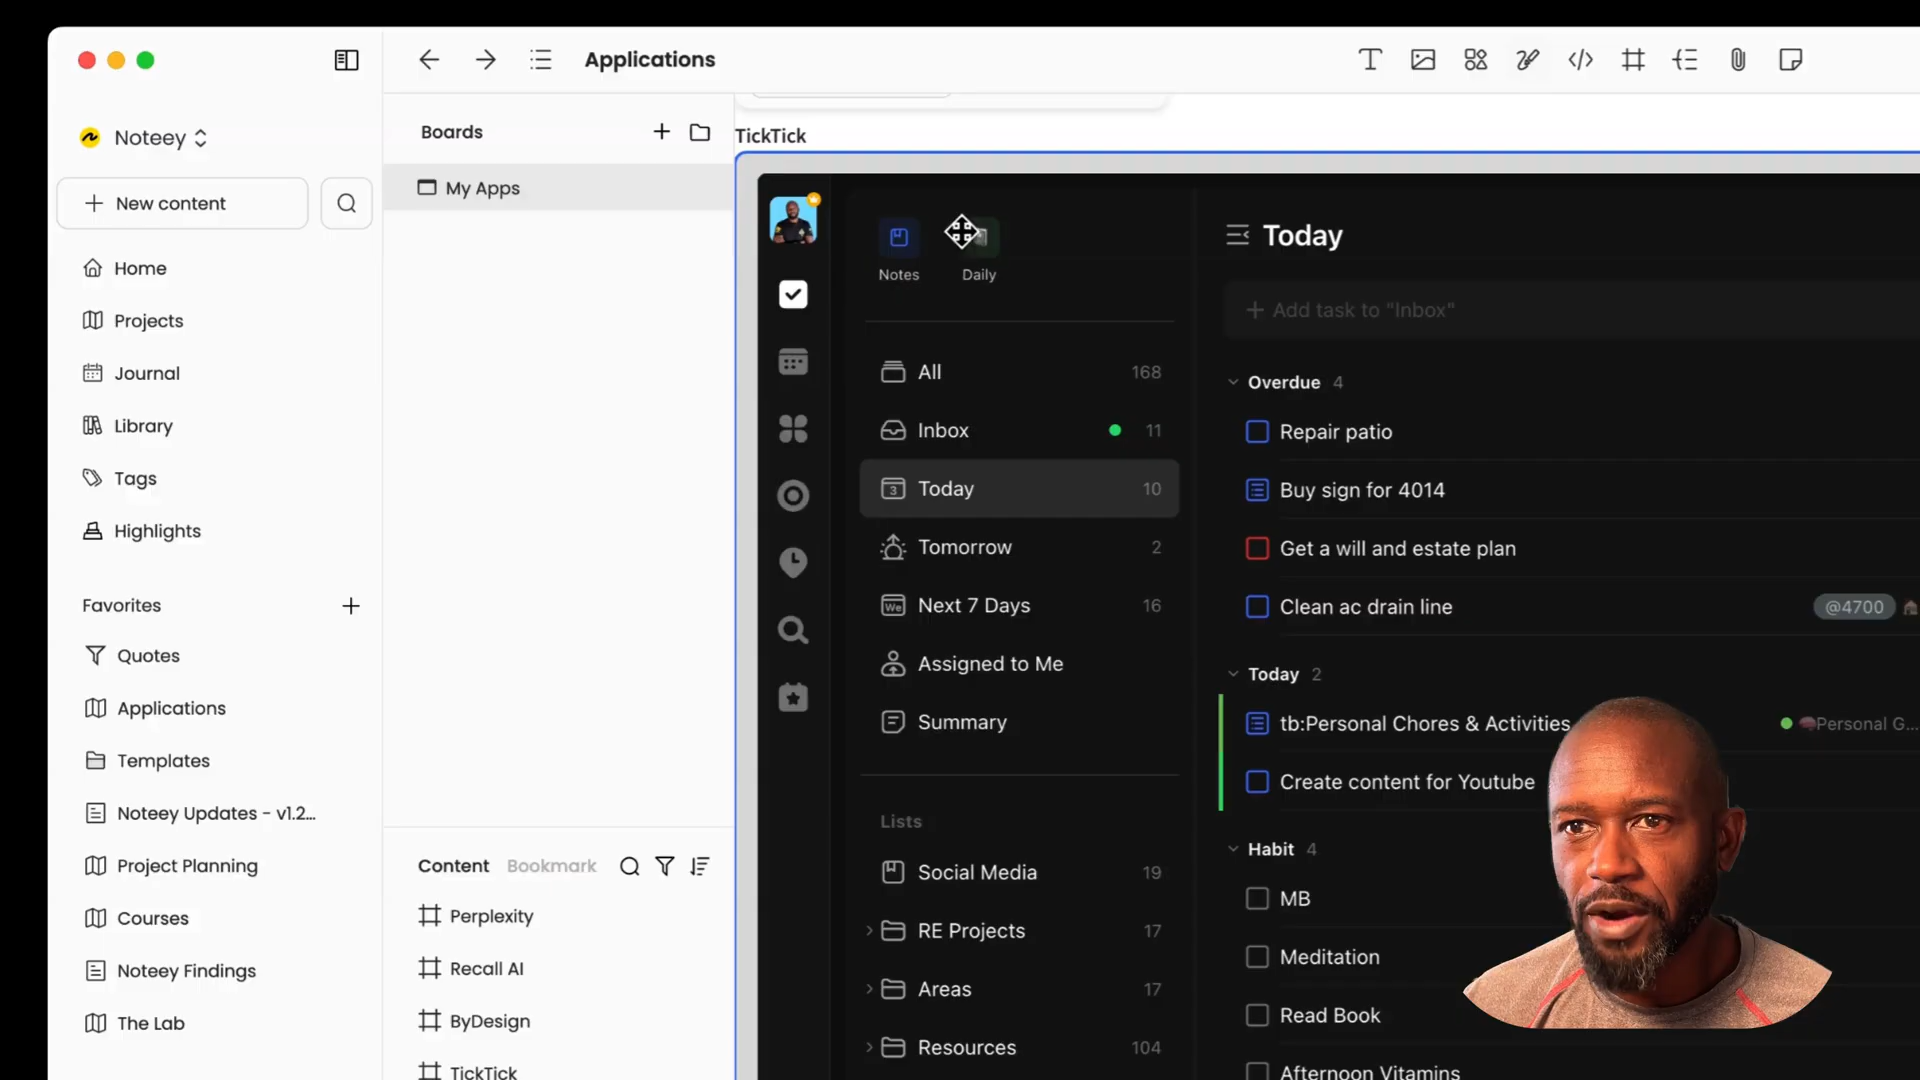 Applications
Noteey
New content
Home
Projects
Journal
Library
Tags
Highlights
Favorites
Quotes
Applications
Templates
Noteey Updates - v1.2...
Project Planning
Courses
Noteey Findings
The Lab
Boards
My Apps
Content Bookmark
Perplexity
Recall AI
ByDesign
TickTick
TickTick
Notes
Daily
All 168
Inbox 11
3 Today 10
Tomorrow 2
We Next 7 Days 16
Assigned to Me
Summary
Lists
Social Media 19
RE Projects 17
Areas 17
Resources 104
Today
Add task to "Inbox"
Overdue 4
Repair patio
Buy sign for 4014
Get a will and estate plan
Clean ac drain line @4700
Today 2
tb:Personal Chores & Activities Personal G...
Create content for Youtube
Habit 4
MB
Meditation
Read Book
Afternoon Vitamins